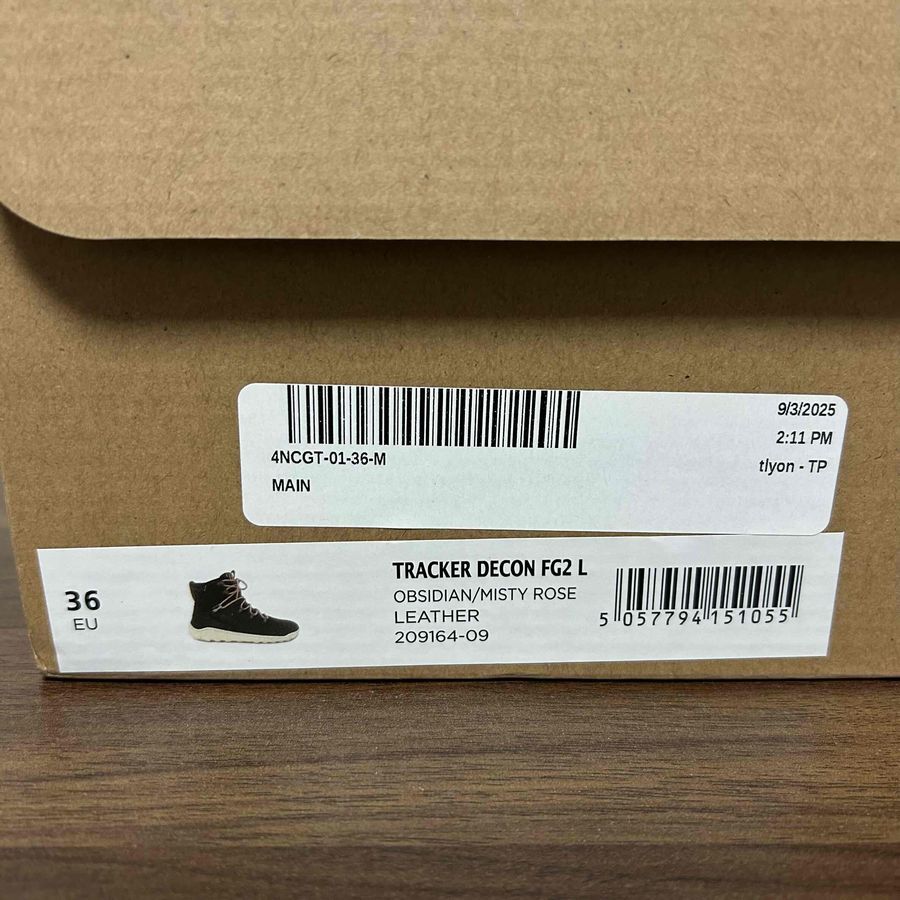 9/3/2025
2:11 PM
4NCGT-01-36-M
tlyon - TP
MAIN
36
EU
TRACKER DECON FG2 L
OBSIDIAN/MISTY ROSE
LEATHER
209164-09
5 057794 151055